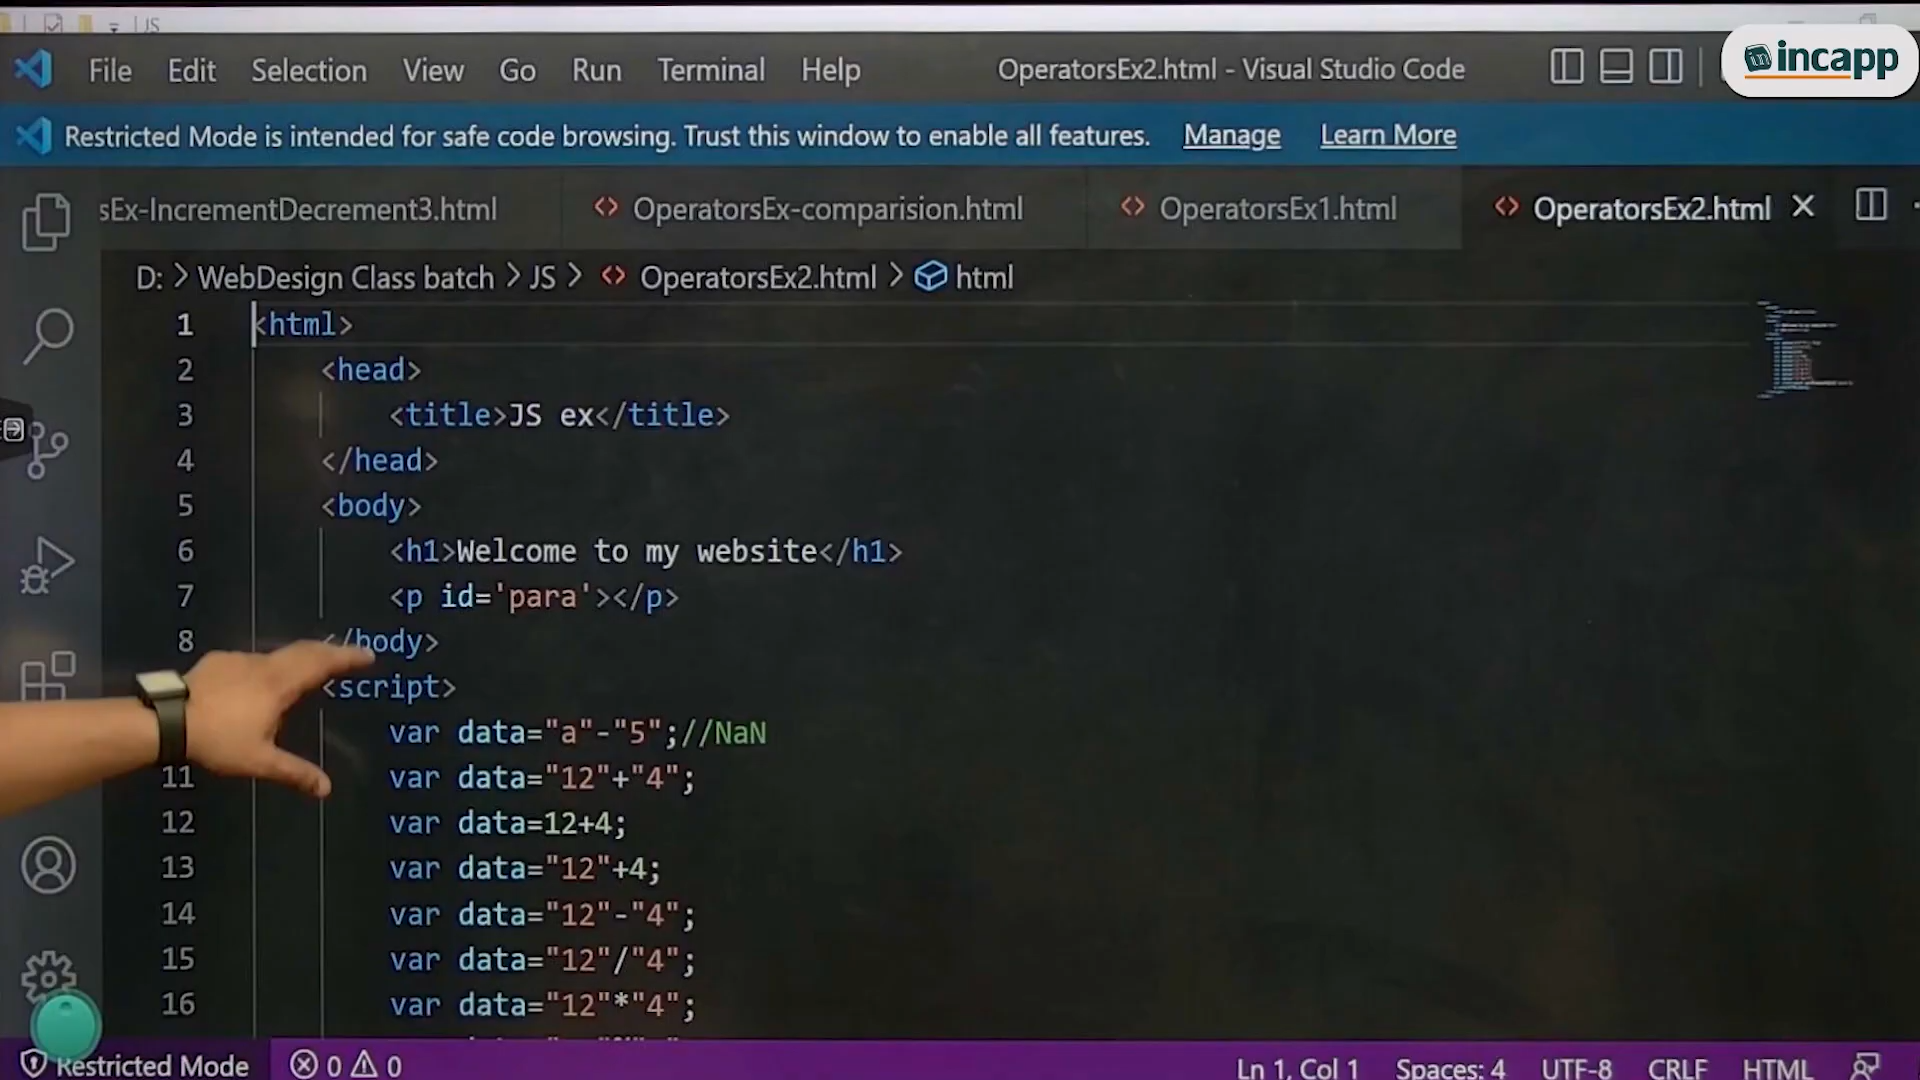 JS
File Edit Selection View Go Run Terminal Help OperatorsEx2.html - Visual Studio Code
incapp
Restricted Mode is intended for safe code browsing. Trust this window to enable all features. Manage Learn More
sEx-IncrementDecrement3.html OperatorsEx-comparision.html OperatorsEx1.html OperatorsEx2.html
D: > WebDesign Class batch > JS > OperatorsEx2.html > html
1 <html>
2 <head>
3 <title>JS ex</title>
4 </head>
5 <body>
6 <h1>Welcome to my website</h1>
7 <p id='para'></p>
8 </body>
<script>
var data="a"-"5";//NaN
11 var data="12"+"4";
12 var data=12+4;
13 var data="12"+4;
14 var data="12"-"4";
15 var data="12"/"4";
16 var data="12"*"4";
Restricted Mode 0 0 Ln 1, Col 1 Spaces: 4 UTF-8 CRLF HTML